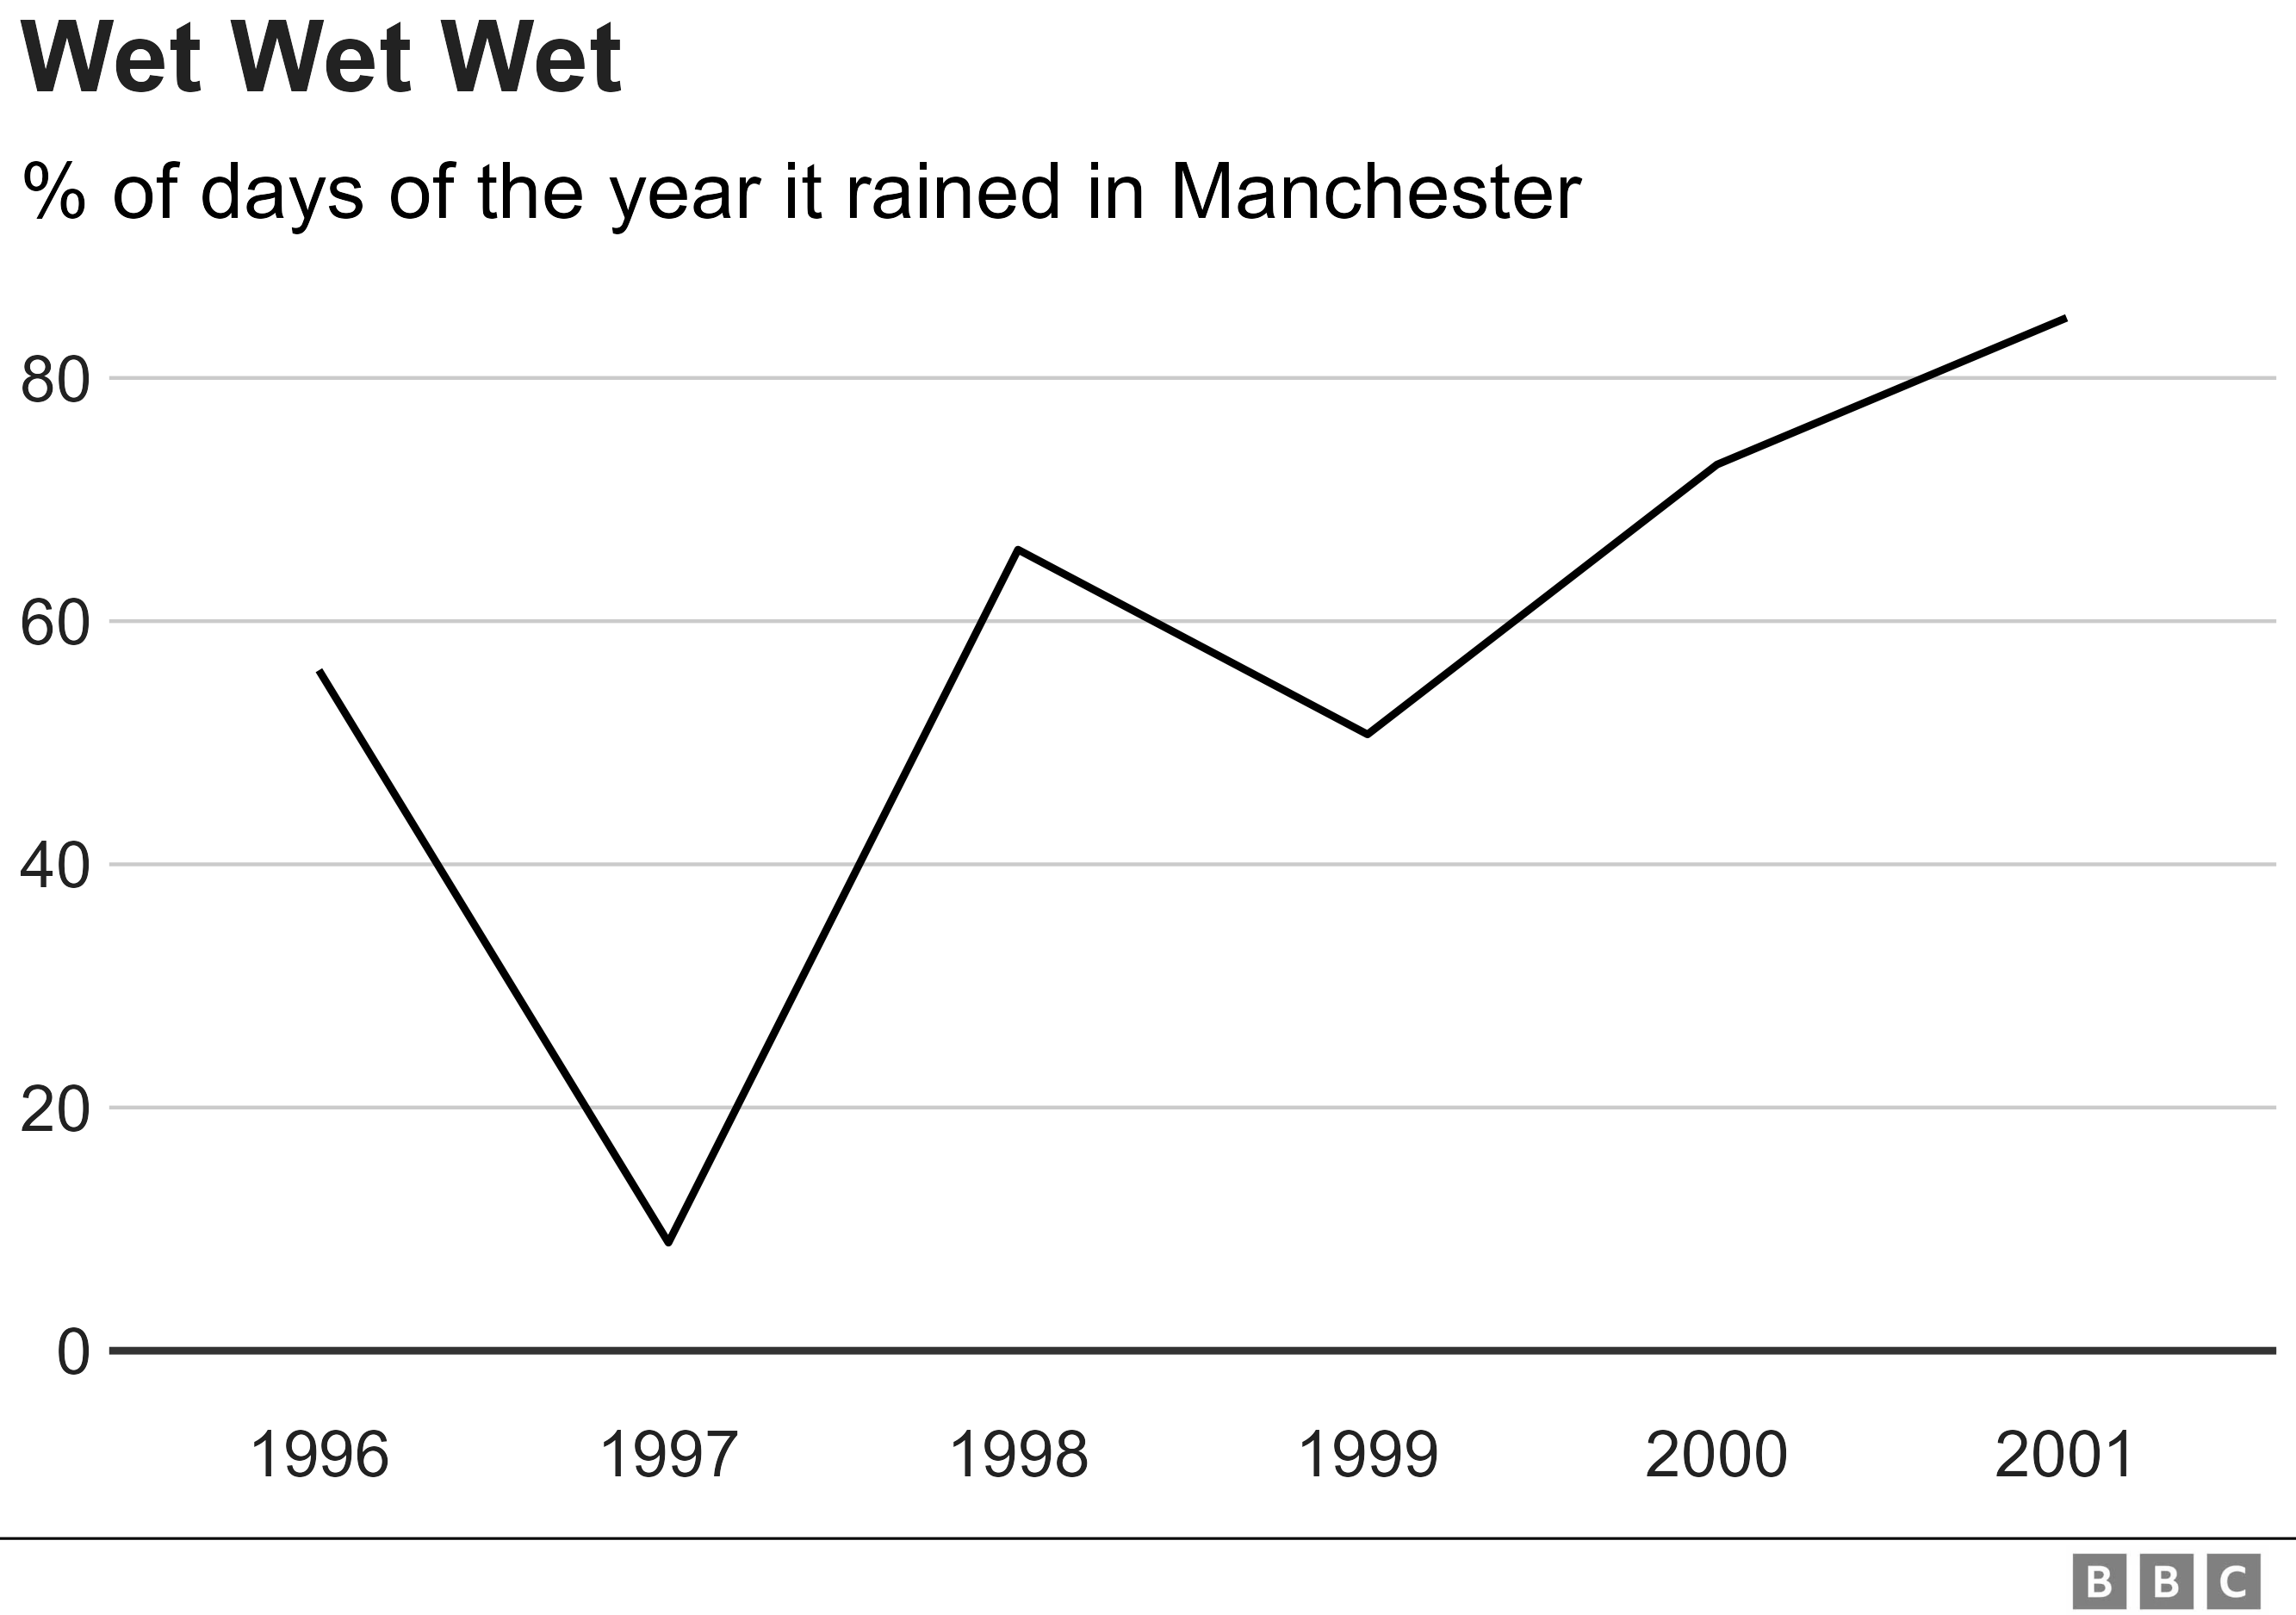 Wet Wet Wet
% of days of the year it rained in Manchester
80
60
40
20
0
1996 1997 1998 1999 2000 2001
BBC